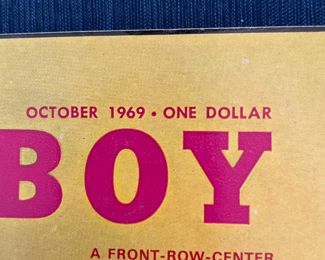 OCTOBER 1969 • ONE DOLLAR
BOY
A FRONT-ROW-CENTER